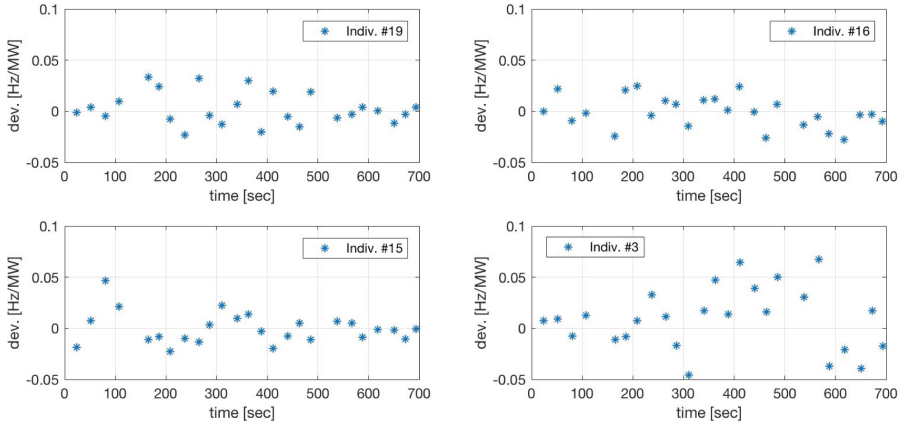 0.1
0.05
0
-0.05
dev. [Hz/MW]
Indiv. #19
0 100 200 300 400 500 600 700
time [sec]
0.1
0.05
0
-0.05
dev. [Hz/MW]
Indiv. #16
0 100 200 300 400 500 600 700
time [sec]
0.1
0.05
0
-0.05
dev. [Hz/MW]
Indiv. #15
0 100 200 300 400 500 600 700
time [sec]
0.1
0.05
0
-0.05
dev. [Hz/MW]
Indiv. #3
0 100 200 300 400 500 600 700
time [sec]